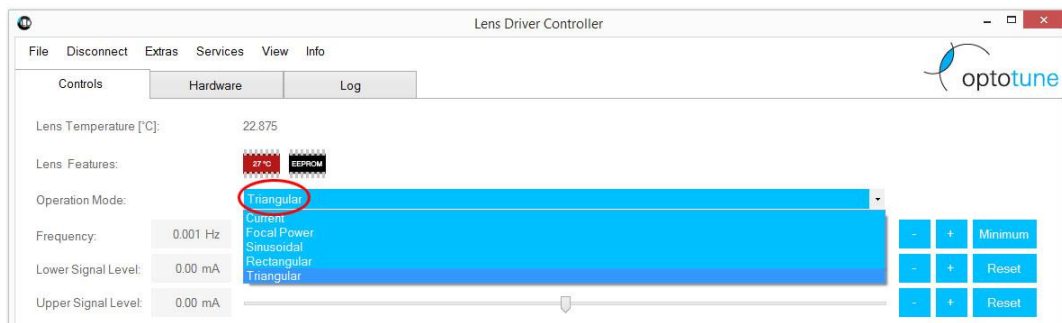 Lens Driver Controller
File Disconnect Extras Services View Info
optotune
Controls Hardware Log
Lens Temperature [°C]: 22.875
Lens Features: 27 °C EEPROM
Operation Mode: Triangular
Current
Frequency: 0.001 Hz Focal Power - + Minimum
Sinusoidal
Rectangular
Lower Signal Level: 0.00 mA Triangular - + Reset
Upper Signal Level: 0.00 mA - + Reset